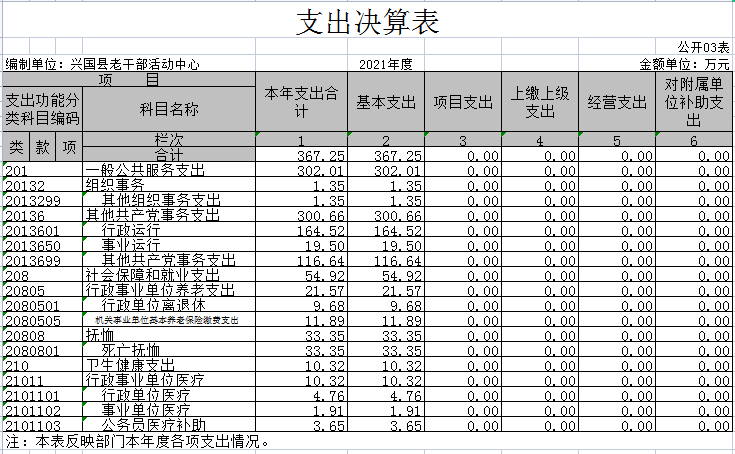 支出决算表
公开03表
编制单位：兴国县老干部活动中心 2021年度 金额单位：万元
项 目 本年支出合计 基本支出 项目支出 上缴上级支出 经营支出 对附属单位补助支出
支出功能分类科目编码 科目名称
类 款 项 栏次 1 2 3 4 5 6
合计 367.25 367.25 0.00 0.00 0.00 0.00
201 一般公共服务支出 302.01 302.01 0.00 0.00 0.00 0.00
20132 组织事务 1.35 1.35 0.00 0.00 0.00 0.00
2013299 其他组织事务支出 1.35 1.35 0.00 0.00 0.00 0.00
20136 其他共产党事务支出 300.66 300.66 0.00 0.00 0.00 0.00
2013601 行政运行 164.52 164.52 0.00 0.00 0.00 0.00
2013650 事业运行 19.50 19.50 0.00 0.00 0.00 0.00
2013699 其他共产党事务支出 116.64 116.64 0.00 0.00 0.00 0.00
208 社会保障和就业支出 54.92 54.92 0.00 0.00 0.00 0.00
20805 行政事业单位养老支出 21.57 21.57 0.00 0.00 0.00 0.00
2080501 行政单位离退休 9.68 9.68 0.00 0.00 0.00 0.00
2080505 机关事业单位基本养老保险缴费支出 11.89 11.89 0.00 0.00 0.00 0.00
20808 抚恤 33.35 33.35 0.00 0.00 0.00 0.00
2080801 死亡抚恤 33.35 33.35 0.00 0.00 0.00 0.00
210 卫生健康支出 10.32 10.32 0.00 0.00 0.00 0.00
21011 行政事业单位医疗 10.32 10.32 0.00 0.00 0.00 0.00
2101101 行政单位医疗 4.76 4.76 0.00 0.00 0.00 0.00
2101102 事业单位医疗 1.91 1.91 0.00 0.00 0.00 0.00
2101103 公务员医疗补助 3.65 3.65 0.00 0.00 0.00 0.00
注：本表反映部门本年度各项支出情况。